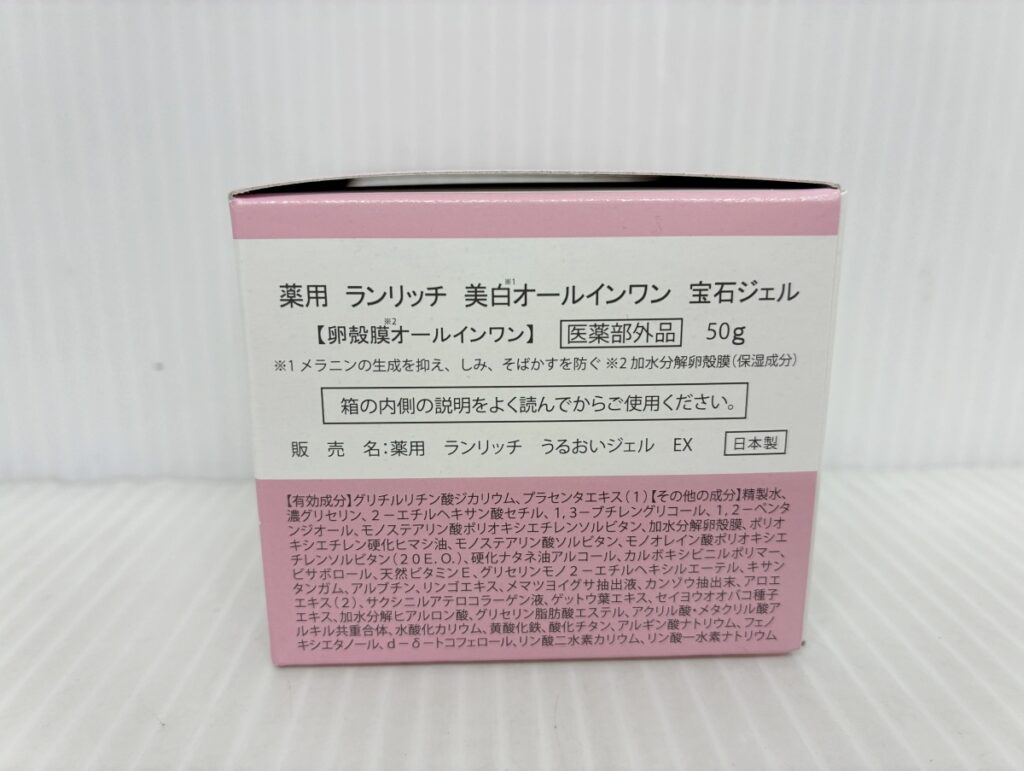 薬用 ランリッチ 美白※1オールインワン 宝石ジェル
【卵殻膜※2オールインワン】 医薬部外品 50g
※1 メラニンの生成を抑え、しみ、そばかすを防ぐ ※2 加水分解卵殻膜(保湿成分)
箱の内側の説明をよく読んでからご使用ください。
販 売 名:薬用 ランリッチ うるおいジェル EX 日本製
【有効成分】グリチルリチン酸ジカリウム、プラセンタエキス(1)【その他の成分】精製水、
濃グリセリン、2-エチルヘキサン酸セチル、1,3-ブチレングリコール、1,2-ペンタ
ンジオール、モノステアリン酸ポリオキシエチレンソルビタン、加水分解卵殻膜、ポリオ
キシエチレン硬化ヒマシ油、モノステアリン酸ソルビタン、モノオレイン酸ポリオキシエ
チレンソルビタン(20E.O.)、硬化ナタネ油アルコール、カルボキシビニルポリマー、
ビサボロール、天然ビタミンE、グリセリンモノ2-エチルヘキシルエーテル、キサン
タンガム、アルブチン、リンゴエキス、メマツヨイグサ抽出液、カンゾウ抽出末、アロエ
エキス(2)、サクシニルアテロコラーゲン液、ゲットウ葉エキス、セイヨウオオバコ種子
エキス、加水分解ヒアルロン酸、グリセリン脂肪酸エステル、アクリル酸・メタクリル酸ア
ルキル共重合体、水酸化カリウム、黄酸化鉄、酸化チタン、アルギン酸ナトリウム、フェノ
キシエタノール、d-δ-トコフェロール、リン酸二水素カリウム、リン酸一水素ナトリウム